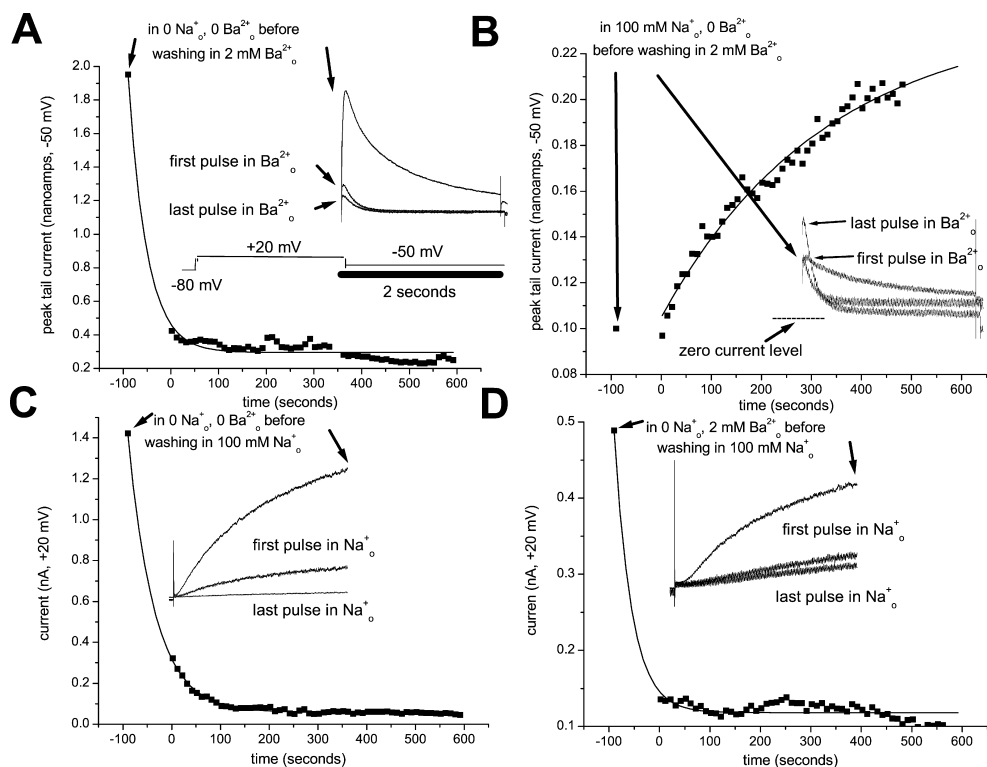 A
in 0 Na⁺ₒ, 0 Ba²⁺ₒ before
washing in 2 mM Ba²⁺ₒ
peak tail current (nanoamps, -50 mV)
2.0
1.8
1.6
1.4
1.2
1.0
0.8
0.6
0.4
0.2
first pulse in Ba²⁺ₒ
last pulse in Ba²⁺ₒ
+20 mV
-50 mV
-80 mV
2 seconds
-100 0 100 200 300 400 500 600
time (seconds)
B
in 100 mM Na⁺ₒ, 0 Ba²⁺ₒ
before washing in 2 mM Ba²⁺ₒ
peak tail current (nanoamps, -50 mV)
0.22
0.20
0.18
0.16
0.14
0.12
0.10
0.08
last pulse in Ba²⁺ₒ
first pulse in Ba²⁺ₒ
zero current level
-100 0 100 200 300 400 500 600
time (seconds)
C
in 0 Na⁺ₒ, 0 Ba²⁺ₒ before
washing in 100 mM Na⁺ₒ
current (nA, +20 mV)
1.4
1.2
1.0
0.8
0.6
0.4
0.2
0.0
first pulse in Na⁺ₒ
last pulse in Na⁺ₒ
-100 0 100 200 300 400 500 600
time (seconds)
D
in 0 Na⁺ₒ, 2 mM Ba²⁺ₒ before
washing in 100 mM Na⁺ₒ
curren (nA, +20 mV)
0.5
0.4
0.3
0.2
0.1
first pulse in Na⁺ₒ
last pulse in Na⁺ₒ
-100 0 100 200 300 400 500 600
time (seconds)